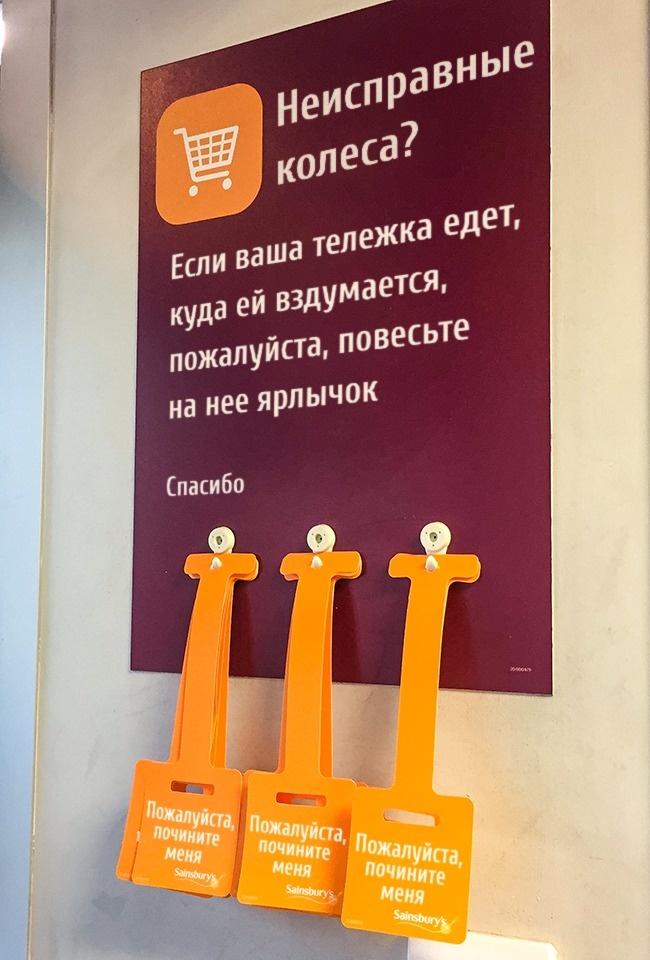 Неисправные
колеса?
Если ваша тележка едет,
куда ей вздумается,
пожалуйста, повесьте
на нее ярлычок
Спасибо
Пожалуйста,
почините
меня
Sainsbury's
Пожалуйста,
почините
меня
Sainsbury's
Пожалуйста,
почините
меня
Sainsbury's